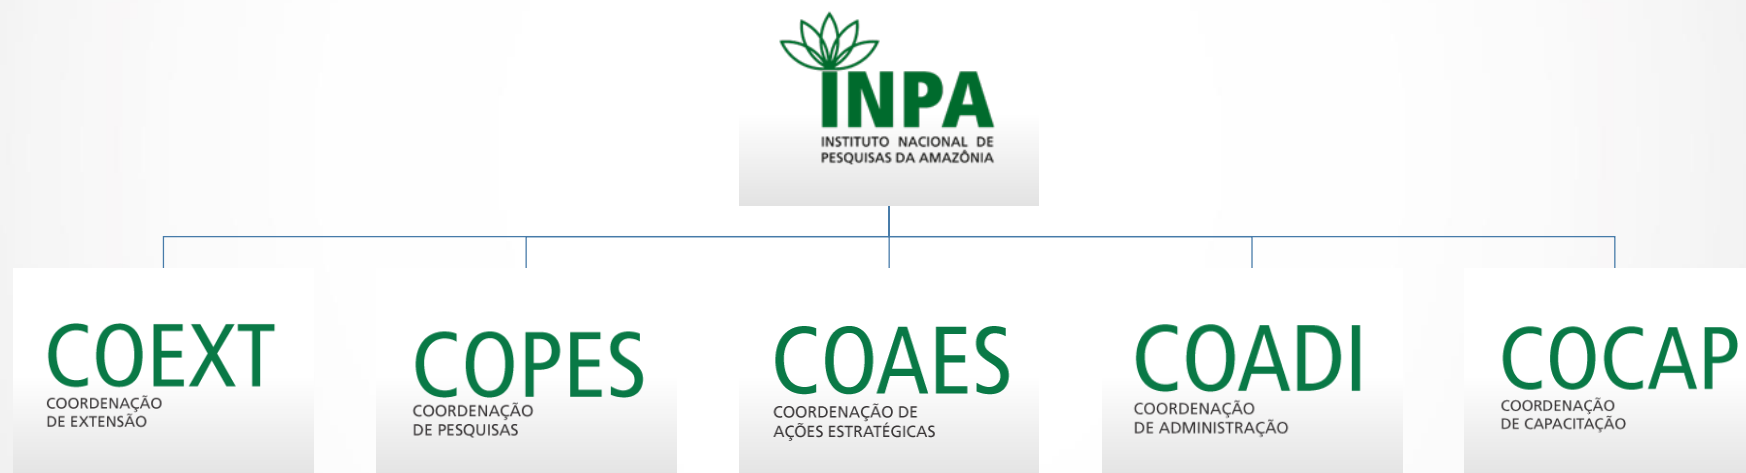 INPA
INSTITUTO NACIONAL DE
PESQUISAS DA AMAZÔNIA
COEXT
COORDENAÇÃO
DE EXTENSÃO
COPES
COORDENAÇÃO
DE PESQUISAS
COAES
COORDENAÇÃO DE
AÇÕES ESTRATÉGICAS
COADI
COORDENAÇÃO
DE ADMINISTRAÇÃO
COCAP
COORDENAÇÃO
DE CAPACITAÇÃO